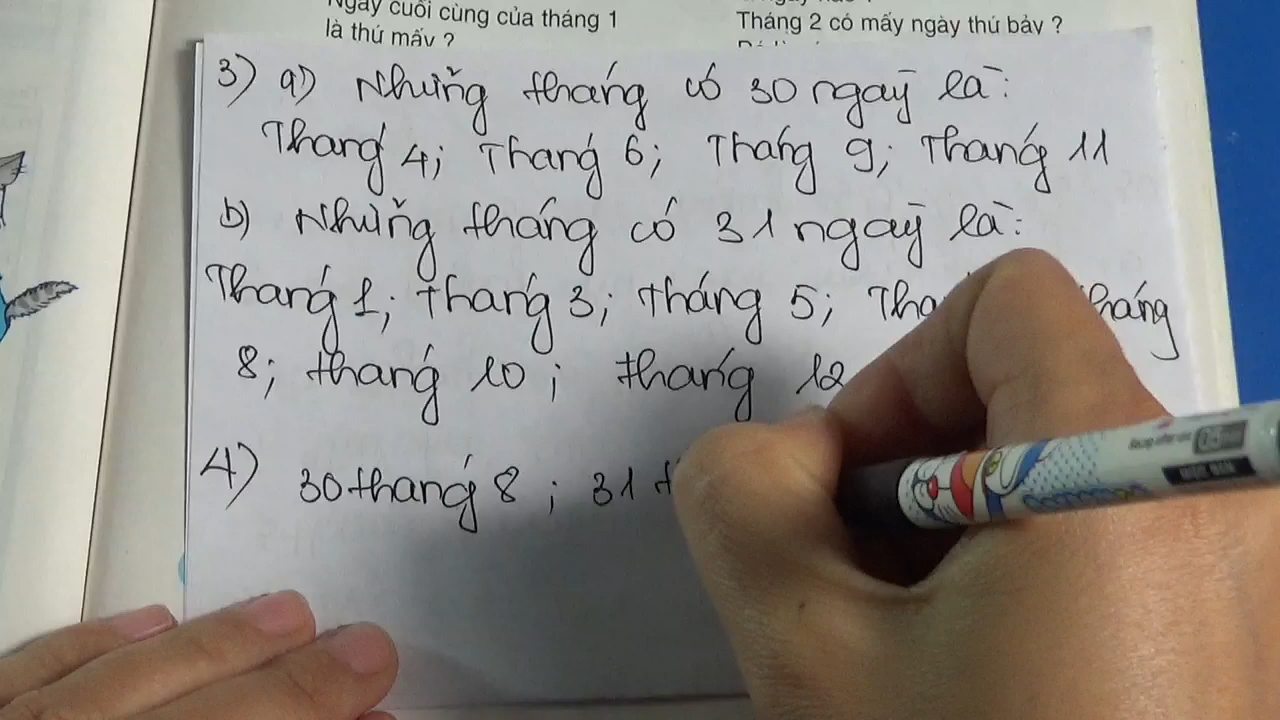 Ngày cuối cùng của tháng 1
là thứ mấy ?
Tháng 2 có mấy ngày thứ bảy ?
3) a) Những tháng có 30 ngày là:
Tháng 4; Tháng 6; Tháng 9; Tháng 11
b) Những tháng có 31 ngày là:
Tháng 1; tháng 3; tháng 5; Thá háng
8; tháng 10 ; tháng 12
4) 30 tháng 8 ; 31 t